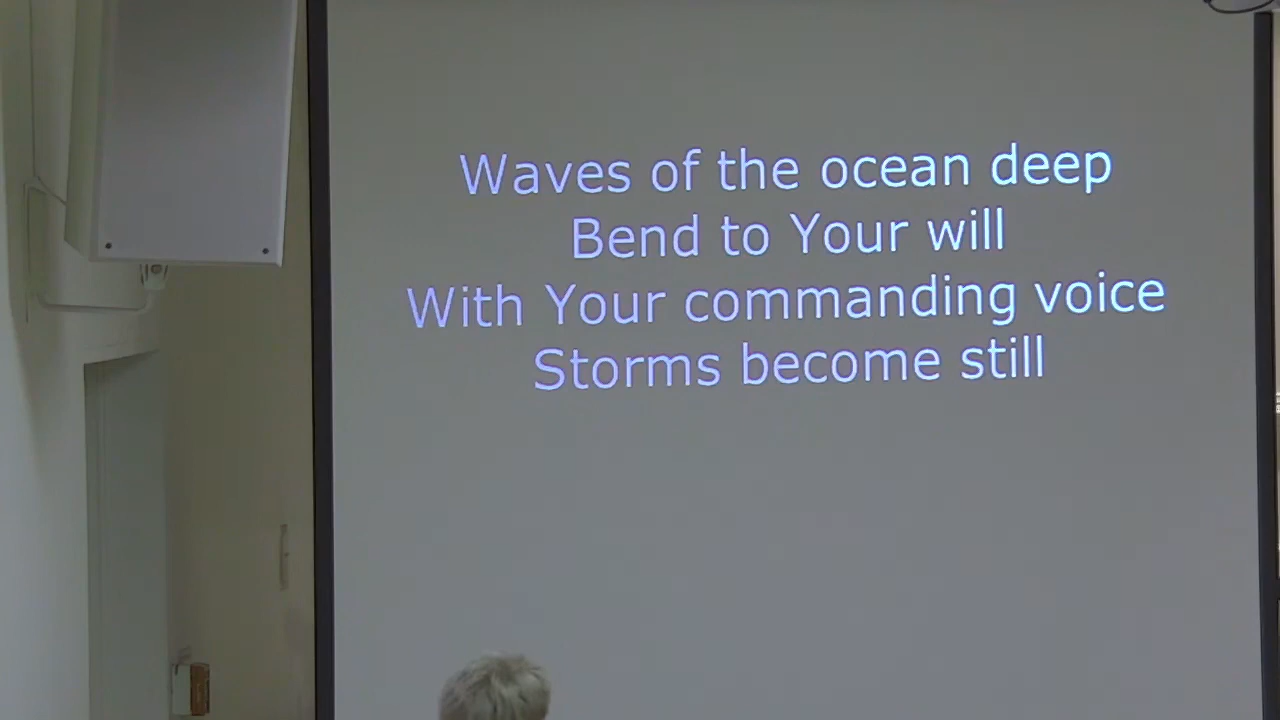 Waves of the ocean deep
Bend to Your will
With Your commanding voice
Storms become still